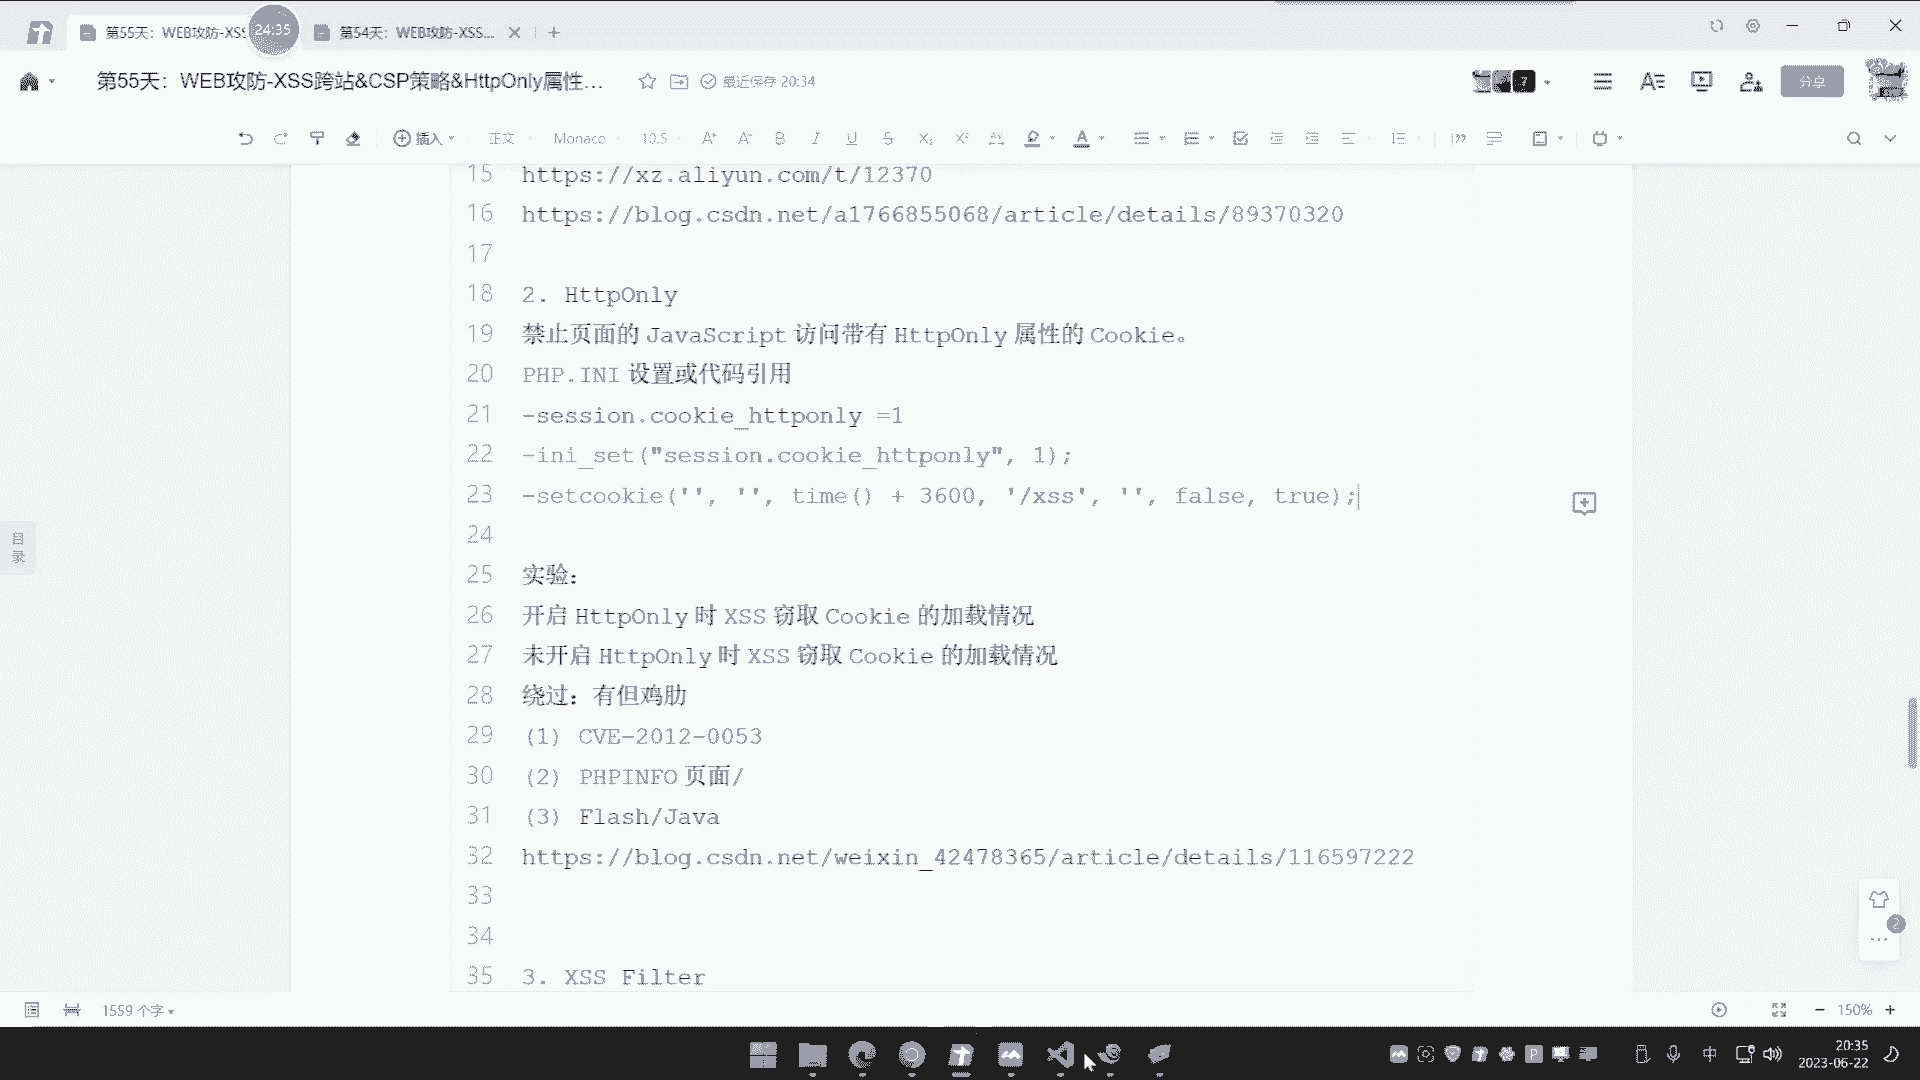 第55天：WEB攻防-XSS
24:35
第54天：WEB攻防-XSS...
第55天：WEB攻防-XSS跨站&CSP策略&HttpOnly属性...
最近保存 20:34
7
分享
插入
正文
Monaco
10.5
15 https://xz.aliyun.com/t/12370
16 https://blog.csdn.net/a1766855068/article/details/89370320
17
18 2. HttpOnly
19 禁止页面的 JavaScript 访问带有 HttpOnly 属性的 Cookie。
20 PHP.INI 设置或代码引用
21 -session.cookie_httponly =1
22 -ini_set("session.cookie_httponly", 1);
23 -setcookie('', '', time() + 3600, '/xss', '', false, true);
24
25 实验：
26 开启 HttpOnly 时 XSS 窃取 Cookie 的加载情况
27 未开启 HttpOnly 时 XSS 窃取 Cookie 的加载情况
28 绕过：有但鸡肋
29 (1) CVE-2012-0053
30 (2) PHPINFO 页面/
31 (3) Flash/Java
32 https://blog.csdn.net/weixin_42478365/article/details/116597222
33
34
35 3. XSS Filter
目录
2
1559 个字
150%
中
20:35
2023-06-22